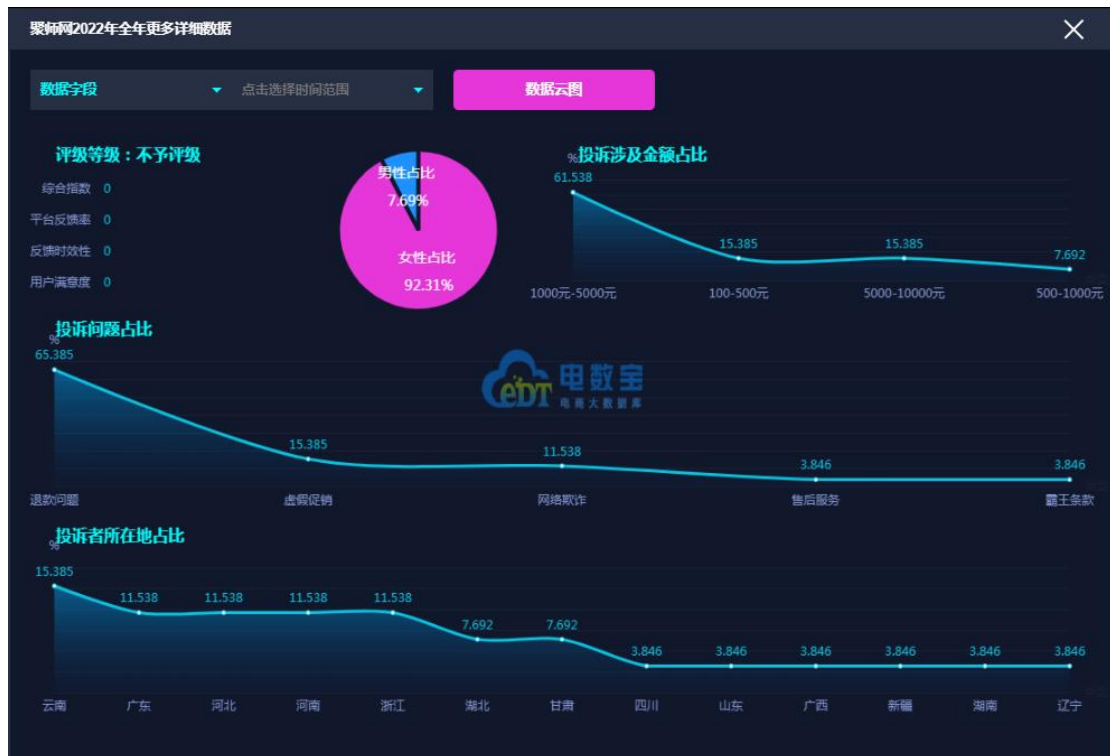 聚师网2022年全年更多详细数据
数据字段
点击选择时间范围
数据云图
评级等级：不予评级
综合指数 0
平台反馈率 0
反馈时效性 0
用户满意度 0
男性占比
7.69%
女性占比
92.31%
%投诉涉及金额占比
61.538
15.385
15.385
7.692
1000元-5000元
100-500元
5000-10000元
500-1000元
投诉问题占比
%
65.385
15.385
11.538
3.846
3.846
退款问题
虚假促销
网络欺诈
售后服务
霸王条款
eDT 电数宝
电商大数据库
投诉者所在地占比
%
15.385
11.538
11.538
11.538
11.538
7.692
7.692
3.846
3.846
3.846
3.846
3.846
3.846
云南
广东
河北
河南
浙江
湖北
甘肃
四川
山东
广西
新疆
湖南
辽宁